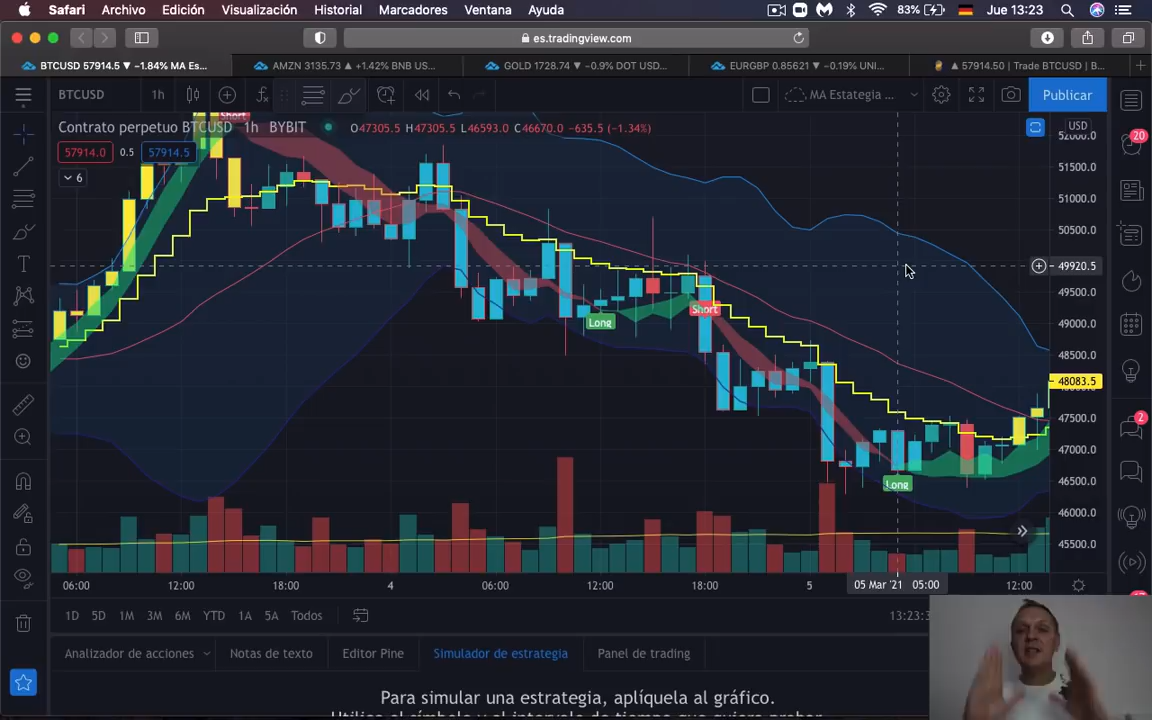 Safari Archivo Edición Visualización Historial Marcadores Ventana Ayuda 83% Jue 13:23
es.tradingview.com
BTCUSD 57914.5 ▼ −1.84% MA Es... AMZN 3135.73 ▲ +1.42% BNB US... GOLD 1728.74 ▼ −0.9% DOT USD... EURGBP 0.85621 ▼ −0.19% UNI... ▲ 57914.50 | Trade BTCUSD | B...
BTCUSD 1h MA Estategia ... Publicar
Short
Contrato perpetuo BTCUSD 1h BYBIT O47305.5 H47305.5 L46593.0 C46670.0 −635.5 (−1.34%)
USD
52000.0
57914.0 0.5 57914.5
20
51500.0
6
51000.0
50500.0
49920.5
49500.0
Short
Long
49000.0
48500.0
48083.5
47500.0
2
47000.0
Long
46500.0
46000.0
45500.0
06:00 12:00 18:00 4 06:00 12:00 18:00 5 05 Mar '21 05:00 12:00
1D 5D 1M 3M 6M YTD 1A 5A Todos 13:23:3
Analizador de acciones Notas de texto Editor Pine Simulador de estrategia Panel de trading
Para simular una estrategia, aplíquela al gráfico.